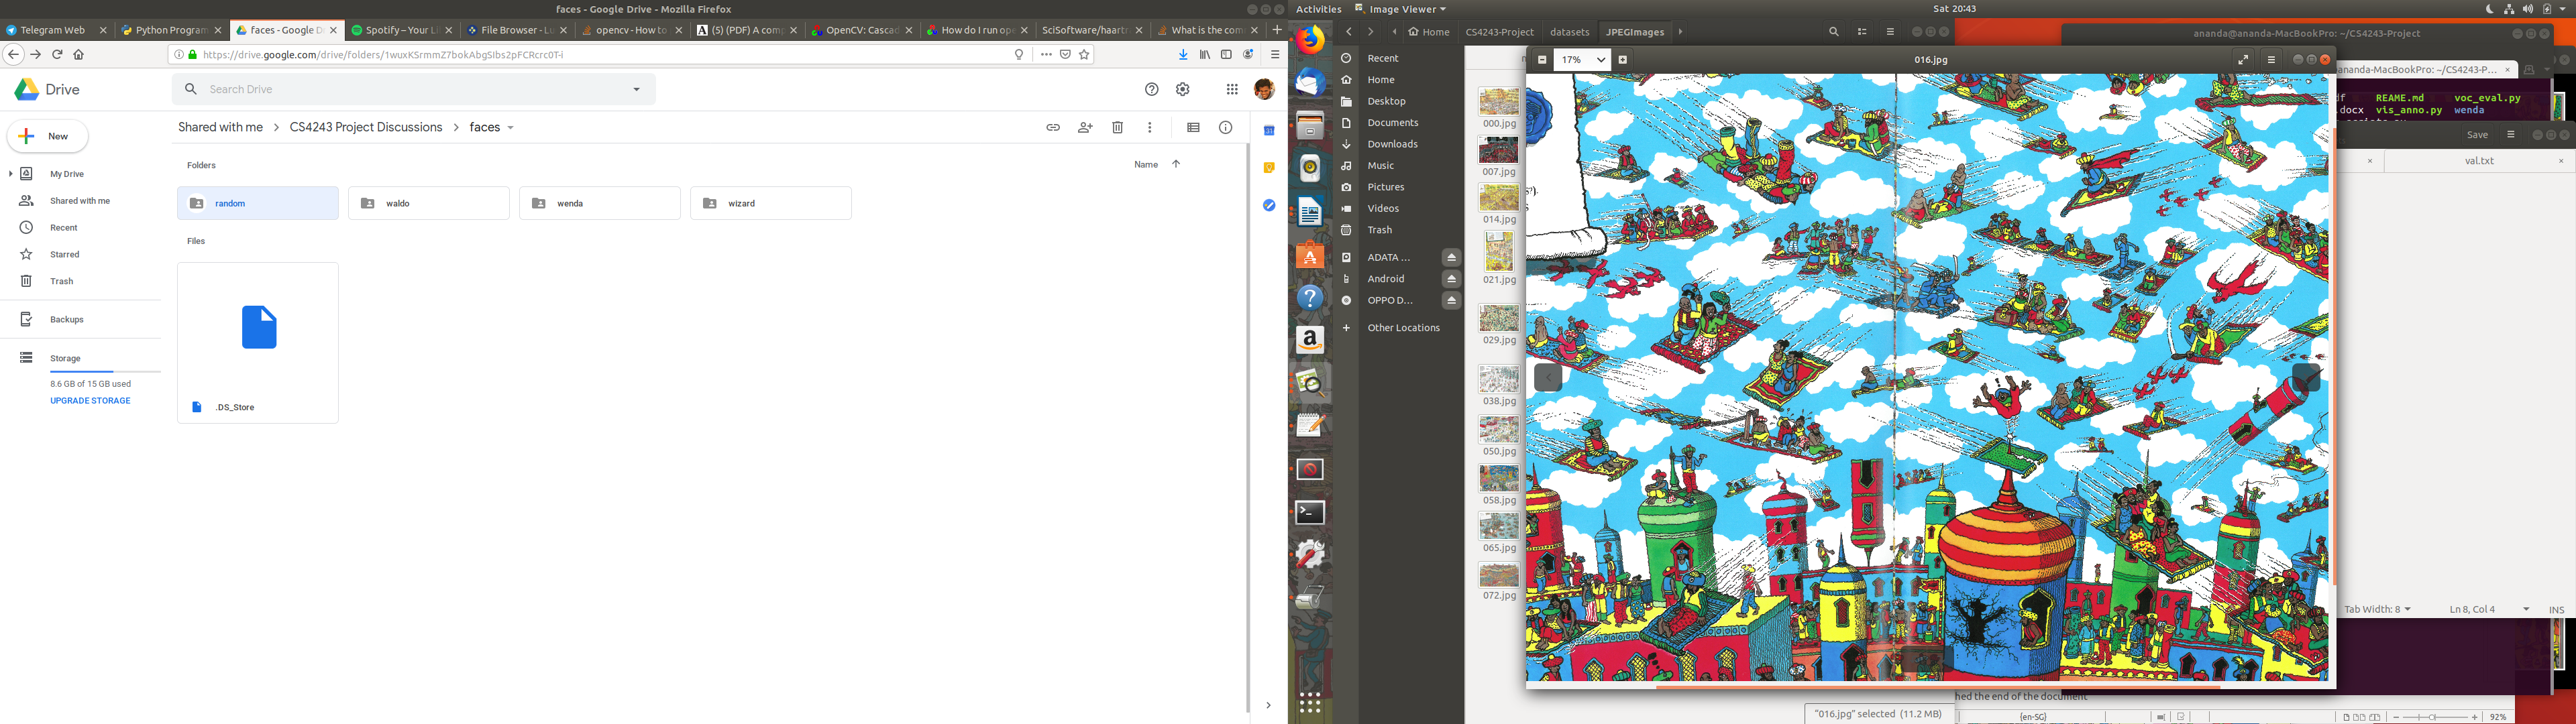 faces - Google Drive - Mozilla Firefox
Telegram Web
Python Program
faces - Google Dr
Spotify – Your Li
File Browser - Lu
opencv - How to
(5) (PDF) A comp
OpenCV: Cascad
How do I run ope
SciSoftware/haartr
What is the com
https://drive.google.com/drive/folders/1wuxKSrmmZ7bokAbgSIbs2pFCRcrc0T-i
Drive
Search Drive
New
Shared with me > CS4243 Project Discussions > faces
Folders
Name
random
waldo
wenda
wizard
Files
.DS_Store
My Drive
Shared with me
Recent
Starred
Trash
Backups
Storage
8.6 GB of 15 GB used
UPGRADE STORAGE
Activities
Image Viewer
Sat 20:43
Home
CS4243-Project
datasets
JPEGImages
Recent
Home
Desktop
Documents
Downloads
Music
Pictures
Videos
Trash
ADATA ...
Android
OPPO D...
Other Locations
000.jpg
007.jpg
014.jpg
021.jpg
029.jpg
038.jpg
050.jpg
058.jpg
065.jpg
072.jpg
17%
016.jpg
ananda@ananda-MacBookPro: ~/CS4243-Project
ananda-MacBookPro: ~/CS4243-P...
df REAME.md voc_eval.py
.docx vis_anno.py wenda
Save
val.txt
Tab Width: 8
Ln 8, Col 4
INS
hed the end of the document
"016.jpg" selected (11.2 MB)
(en-SG)
92%